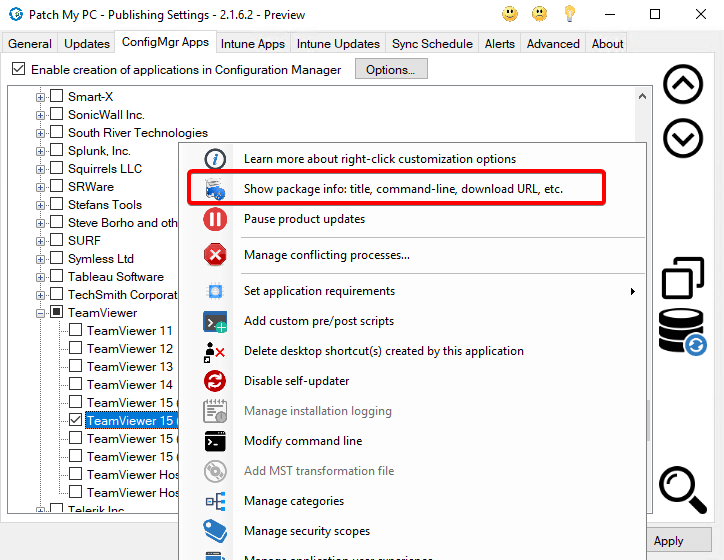 Patch My PC - Publishing Settings - 2.1.6.2 - Preview
General Updates ConfigMgr Apps Intune Apps Intune Updates Sync Schedule Alerts Advanced About
Enable creation of applications in Configuration Manager Options...
Smart-X
SonicWall Inc.
South River Technologies
Splunk, Inc.
Squirrels LLC
SRWare
Stefans Tools
Steve Borho and oth
SURF
Symless Ltd
Tableau Software
TechSmith Corporat
TeamViewer
TeamViewer 11
TeamViewer 12
TeamViewer 13
TeamViewer 14
TeamViewer 15 (
TeamViewer 15 (
TeamViewer 15 (
TeamViewer 15 (
TeamViewer Hos
TeamViewer Hos
Telerik Inc.
Learn more about right-click customization options
Show package info: title, command-line, download URL, etc.
Pause product updates
Manage conflicting processes...
Set application requirements
Add custom pre/post scripts
Delete desktop shortcut(s) created by this application
Disable self-updater
Manage installation logging
Modify command line
Add MST transformation file
Manage categories
Manage security scopes
Manage application user experience
Apply